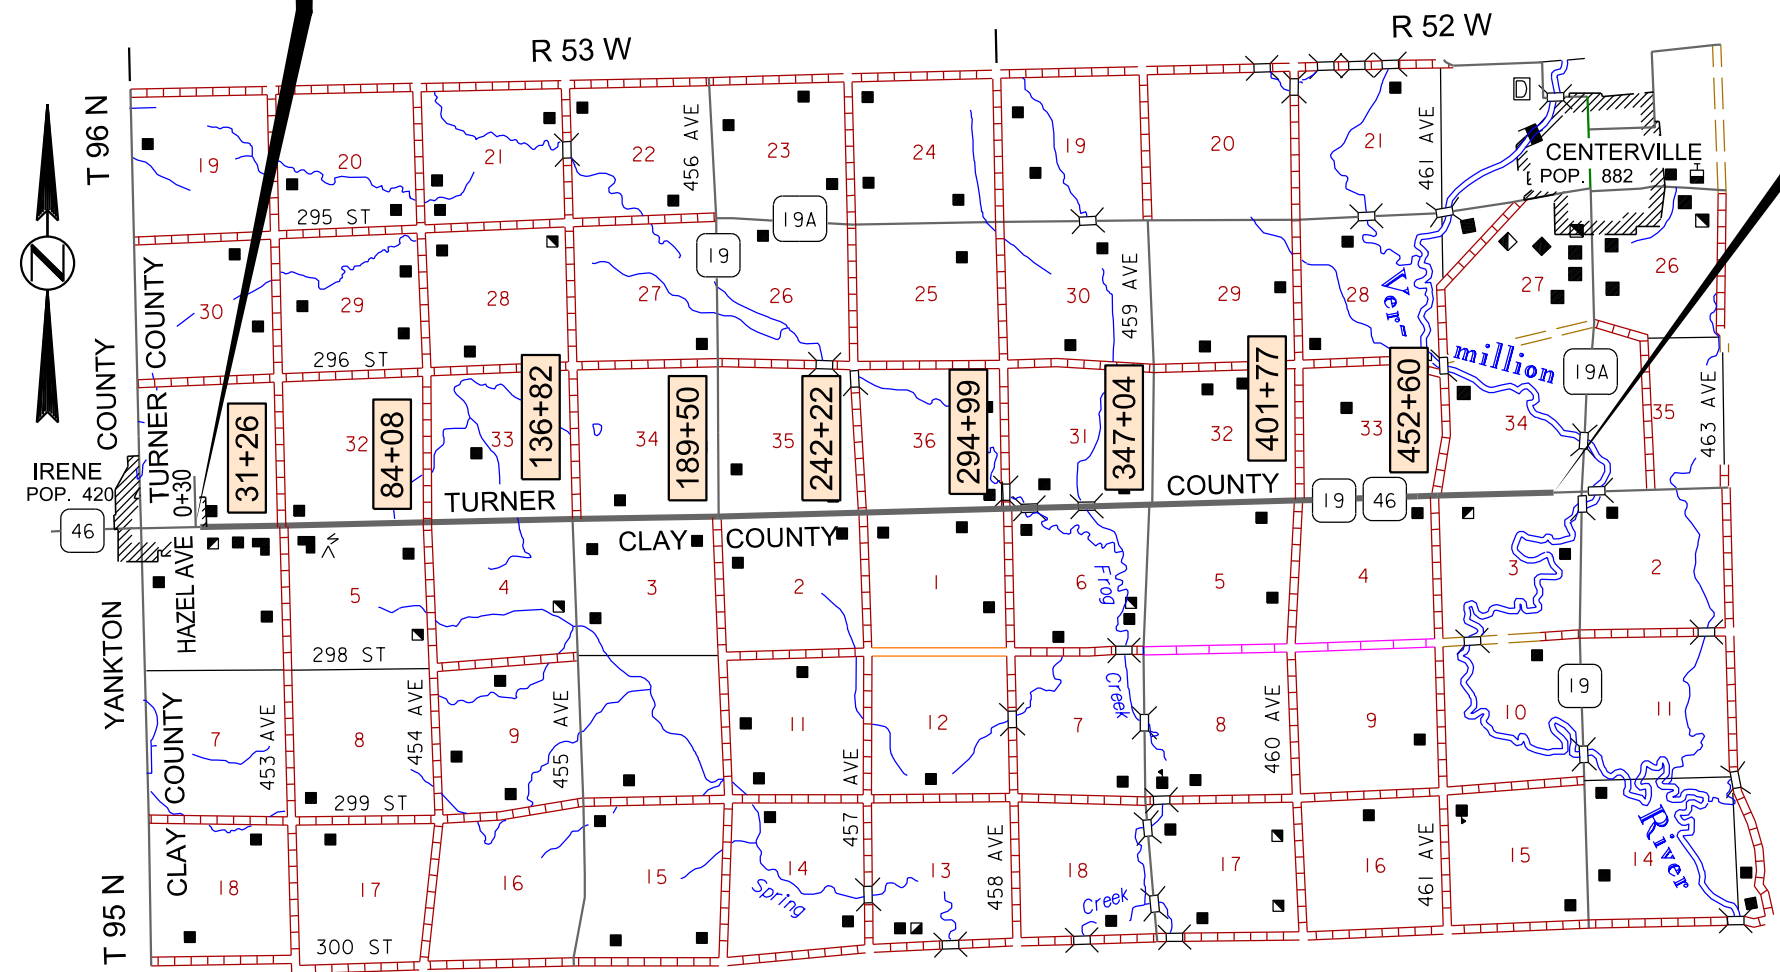 R 53 W
R 52 W
T 96 N
19
20
21
22
456 AVE
23
24
19
20
21
461 AVE
CENTERVILLE
POP. 882
295 ST
19A
19
30
29
28
27
26
25
30
459 AVE
29
28
Ver-
27
26
N
COUNTY
TURNER COUNTY
296 ST
million
19A
463 AVE
31+26
32
84+08
33
136+82
34
189+50
35
242+22
36
294+99
31
347+04
32
401+77
33
452+60
34
35
IRENE
POP. 420
0+30
TURNER
COUNTY
19
46
46
HAZEL AVE
CLAY
COUNTY
5
4
3
2
1
6
Frog
5
4
3
2
YANKTON
298 ST
CLAY COUNTY
7
453 AVE
8
454 AVE
9
455 AVE
11
12
7
Creek
8
460 AVE
9
10
19
11
299 ST
457 AVE
18
17
16
15
14
Spring
13
458 AVE
18
Creek
17
16
461 AVE
15
14
River
T 95 N
300 ST